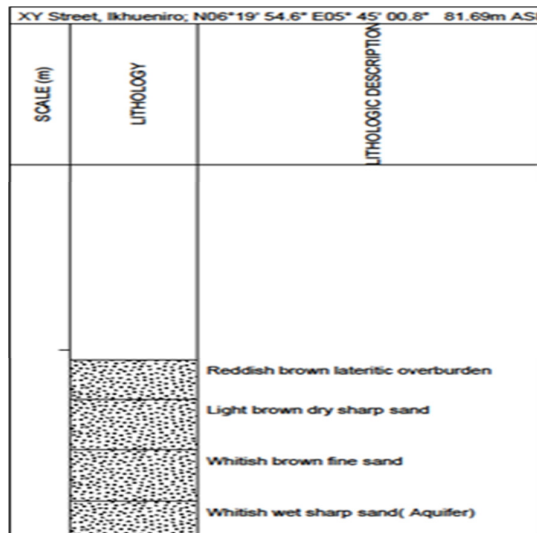 XY Street, Ikhueniro; N06°19' 54.6" E05° 45' 00.8" 81.69m AS
SCALE (m)
LITHOLOGY
LITHOLOGIC DESCRIPTION
Reddish brown lateritic overburden
Light brown dry sharp sand
Whitish brown fine sand
Whitish wet sharp sand( Aquifer)